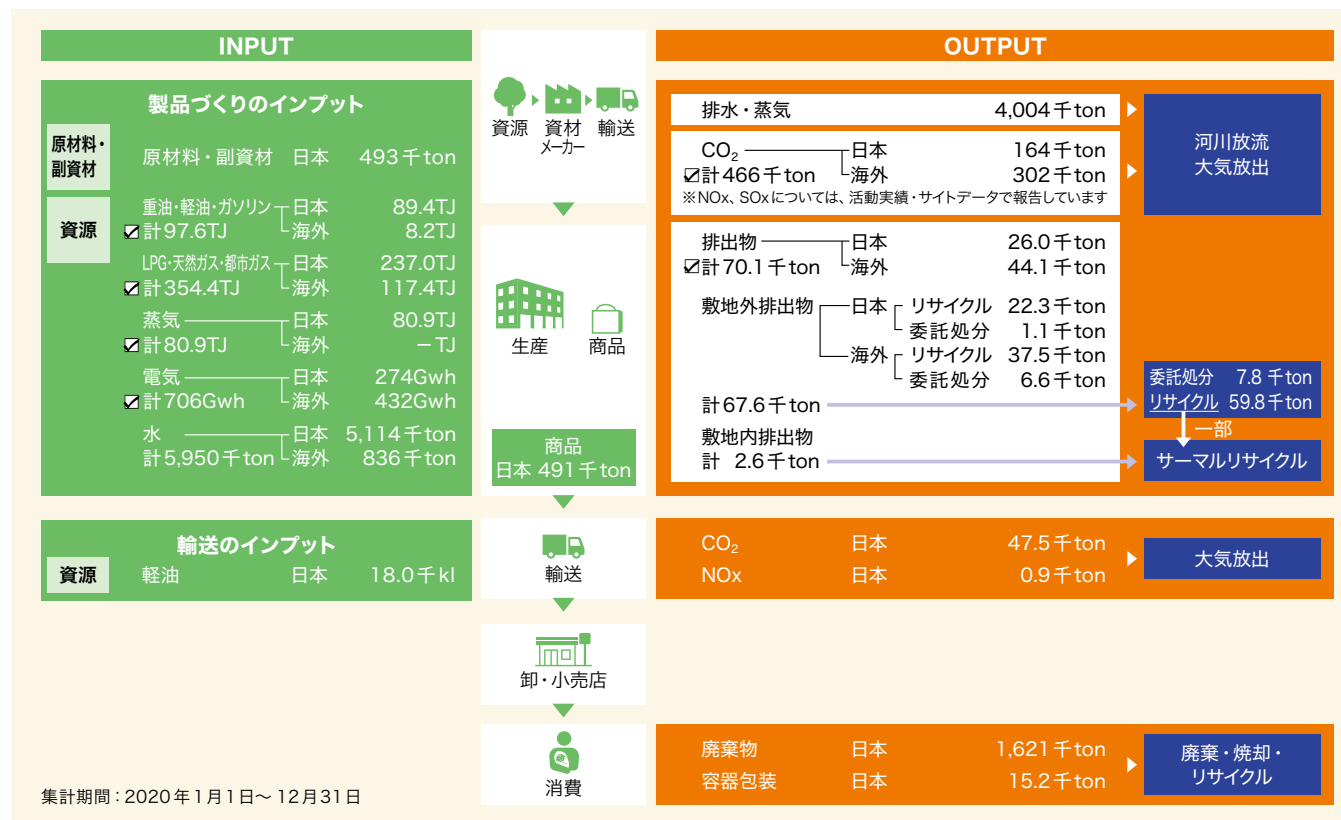 INPUT
製品づくりのインプット
原材料・
副資材
原材料・副資材 日本 493千ton
資源
重油・軽油・ガソリン 日本 89.4TJ
計97.6TJ 海外 8.2TJ
LPG・天然ガス・都市ガス 日本 237.0TJ
計354.4TJ 海外 117.4TJ
蒸気 日本 80.9TJ
計80.9TJ 海外 －TJ
電気 日本 274Gwh
計706Gwh 海外 432Gwh
水 日本 5,114千ton
計5,950千ton 海外 836千ton
輸送のインプット
資源 軽油 日本 18.0千kl
集計期間：2020年1月1日～12月31日
資源 資材 輸送
メーカー
生産 商品
商品
日本 491千ton
輸送
卸・小売店
消費
OUTPUT
排水・蒸気 4,004千ton
CO₂ 日本 164千ton
計466千ton 海外 302千ton
※NOx、SOxについては、活動実績・サイトデータで報告しています
河川放流
大気放出
排出物 日本 26.0千ton
計70.1千ton 海外 44.1千ton
敷地外排出物 日本 リサイクル 22.3千ton
委託処分 1.1千ton
海外 リサイクル 37.5千ton
委託処分 6.6千ton
計67.6千ton
敷地内排出物
計 2.6千ton
委託処分 7.8千ton
リサイクル 59.8千ton
一部
サーマルリサイクル
CO₂ 日本 47.5千ton
NOx 日本 0.9千ton
大気放出
廃棄物 日本 1,621千ton
容器包装 日本 15.2千ton
廃棄・焼却・
リサイクル